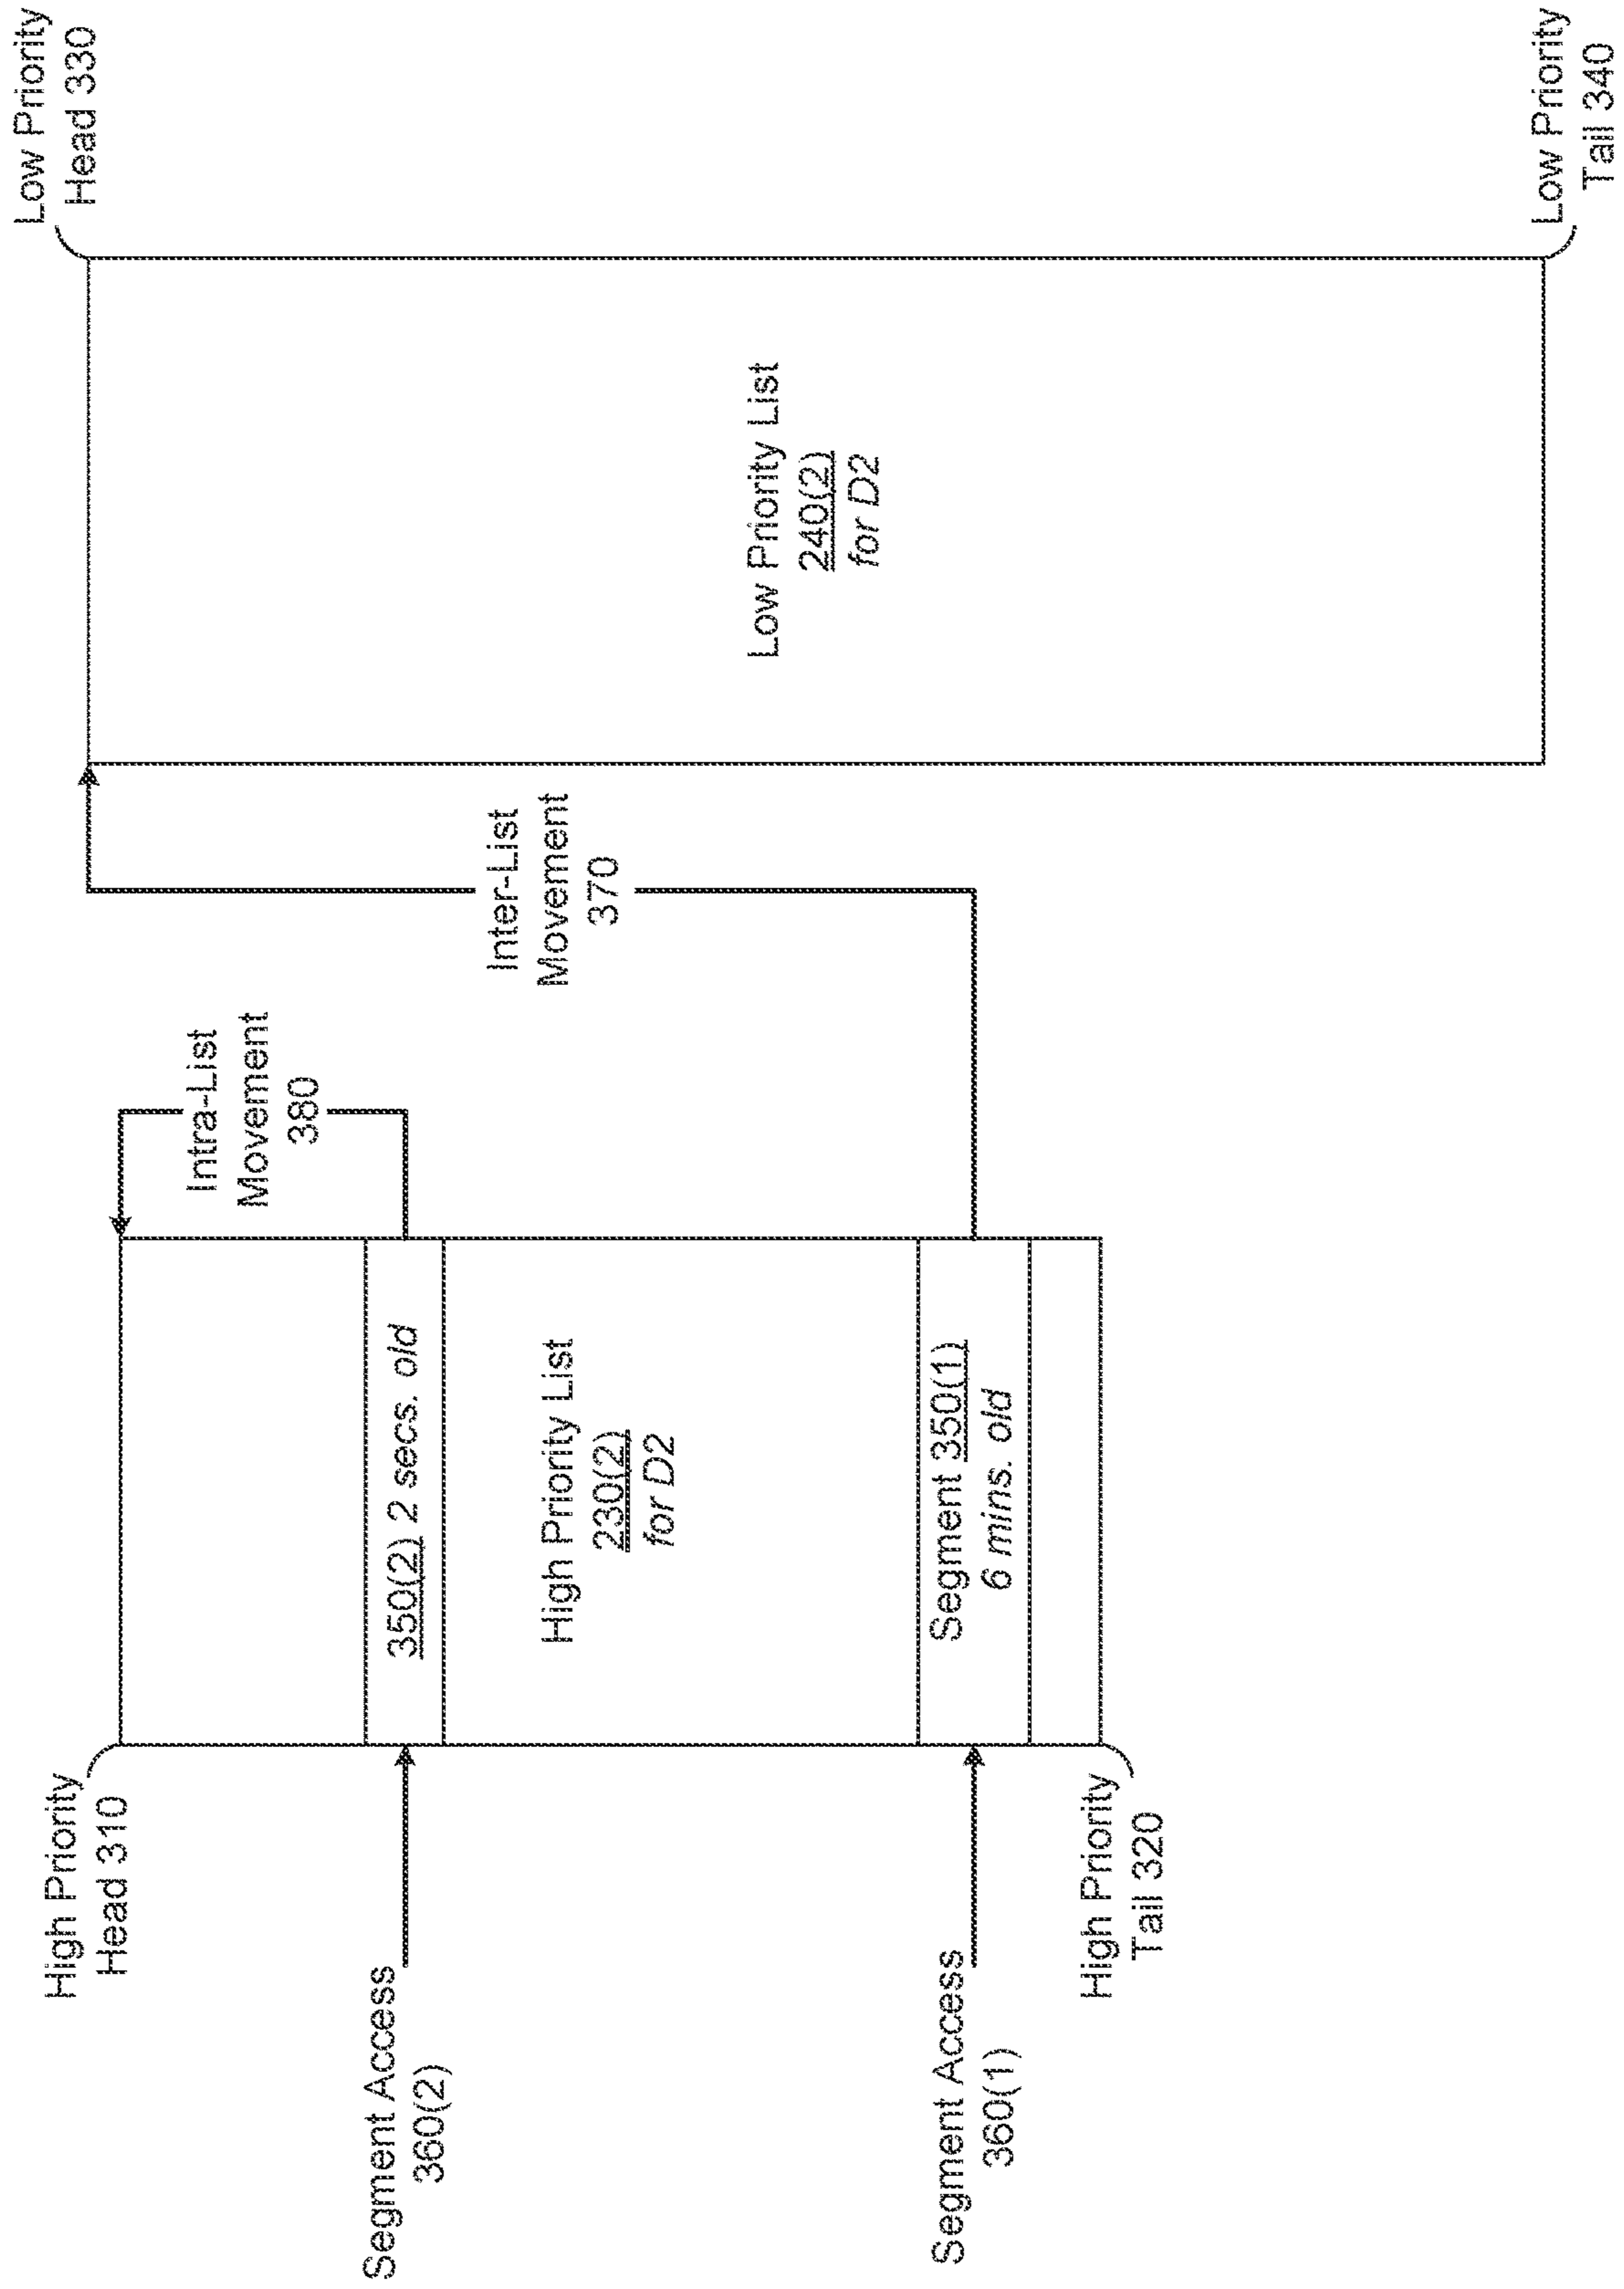 High Priority
Head 310
Segment Access
360(2)
Segment Access
360(1)
High Priority
Tail 320
350(2) 2 secs. old
High Priority List
230(2)
for D2
Segment 350(1)
6 mins. old
Intra-List
Movement
380
Inter-List
Movement
370
Low Priority List
240(2)
for D2
Low Priority
Head 330
Low Priority
Tail 340